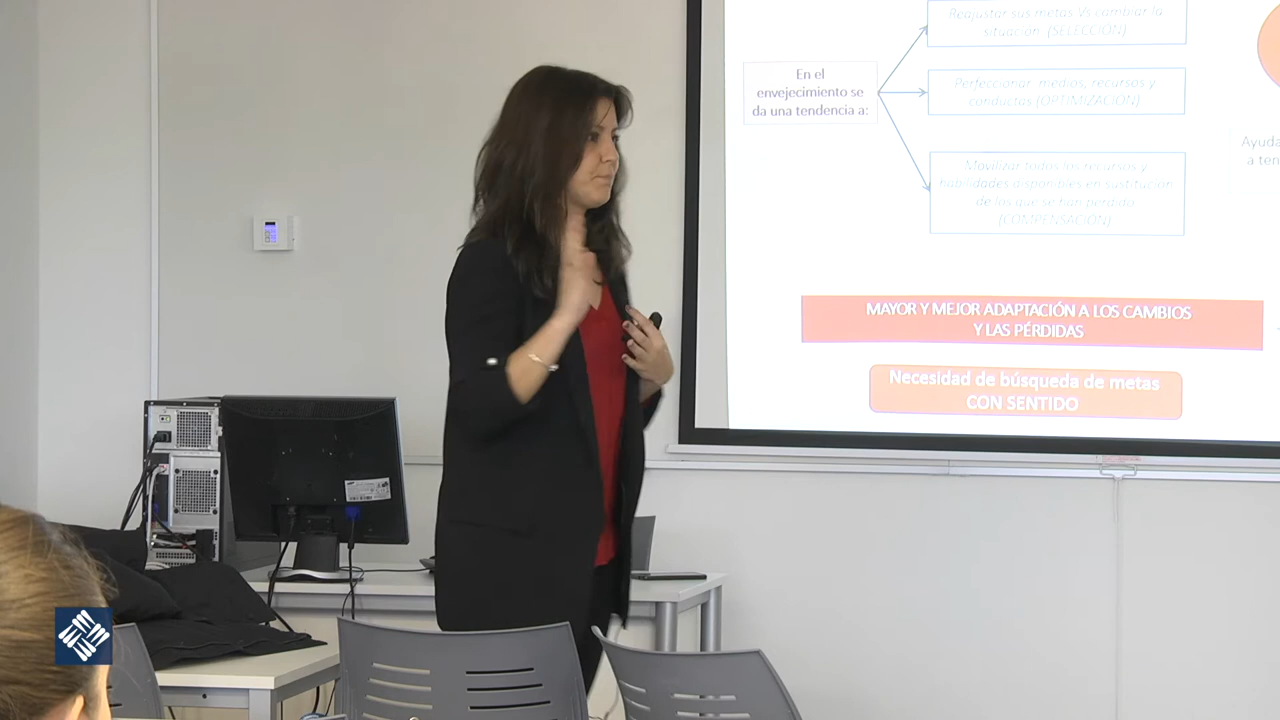 Reajustar sus metas Vs cambiar la
situación (SELECCIÓN)
En el
envejecimiento se
da una tendencia a:
Perfeccionar medios, recursos y
conductas (OPTIMIZACIÓN)
Movilizar todos los recursos y
habilidades disponibles en sustitución
de los que se han perdido
(COMPENSACIÓN)
Ayuda
a ten
MAYOR Y MEJOR ADAPTACIÓN A LOS CAMBIOS
Y LAS PÉRDIDAS
Necesidad de búsqueda de metas
CON SENTIDO